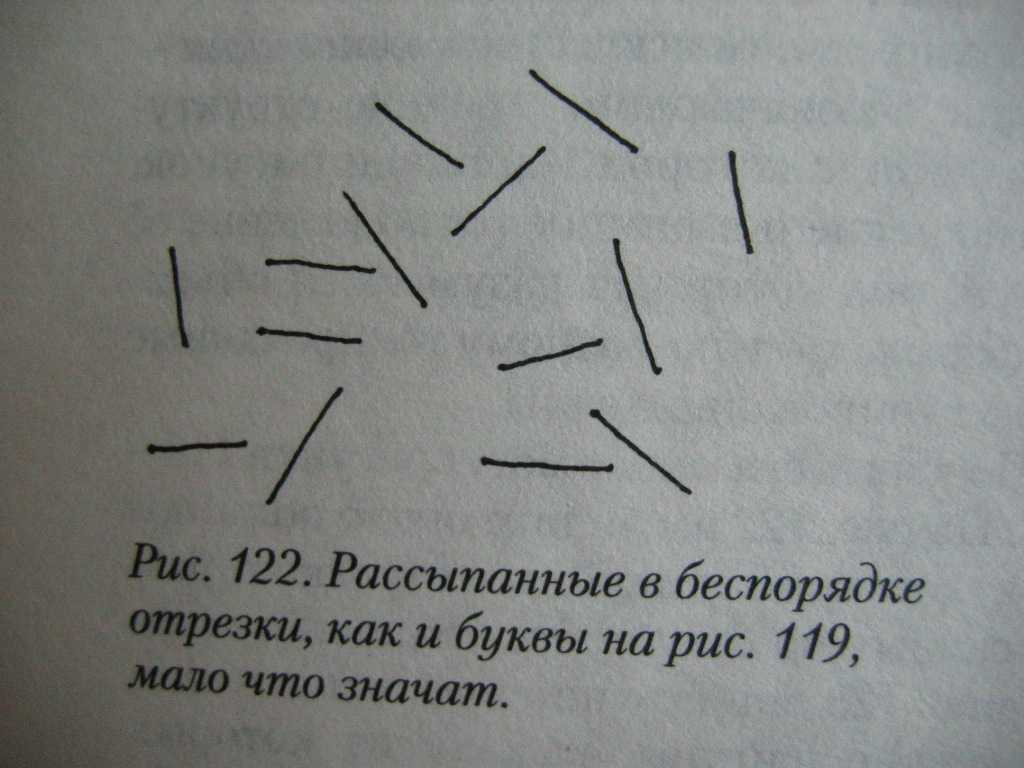 Рис. 122. Рассыпанные в беспорядке
отрезки, как и буквы на рис. 119,
мало что значат.